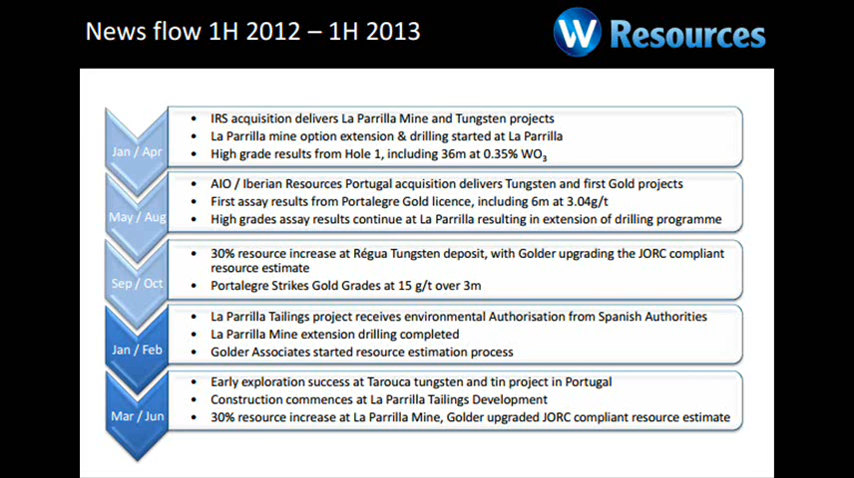 News flow 1H 2012 – 1H 2013
W Resources
Jan / Apr
• IRS acquisition delivers La Parrilla Mine and Tungsten projects
• La Parrilla mine option extension & drilling started at La Parrilla
• High grade results from Hole 1, including 36m at 0.35% WO₃
May / Aug
• AIO / Iberian Resources Portugal acquisition delivers Tungsten and first Gold projects
• First assay results from Portalegre Gold licence, including 6m at 3.04g/t
• High grades assay results continue at La Parrilla resulting in extension of drilling programme
Sep / Oct
• 30% resource increase at Régua Tungsten deposit, with Golder upgrading the JORC compliant
resource estimate
• Portalegre Strikes Gold Grades at 15 g/t over 3m
Jan / Feb
• La Parrilla Tailings project receives environmental Authorisation from Spanish Authorities
• La Parrilla Mine extension drilling completed
• Golder Associates started resource estimation process
Mar / Jun
• Early exploration success at Tarouca tungsten and tin project in Portugal
• Construction commences at La Parrilla Tailings Development
• 30% resource increase at La Parrilla Mine, Golder upgraded JORC compliant resource estimate